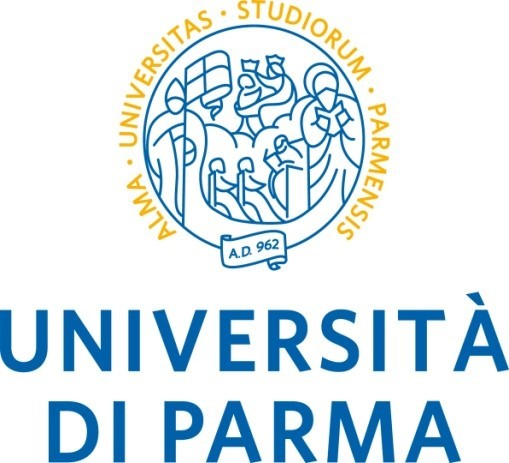 ALMA · UNIVERSITAS · STUDIORUM · PARMENSIS
A.D. 962
UNIVERSITÀ
DI PARMA